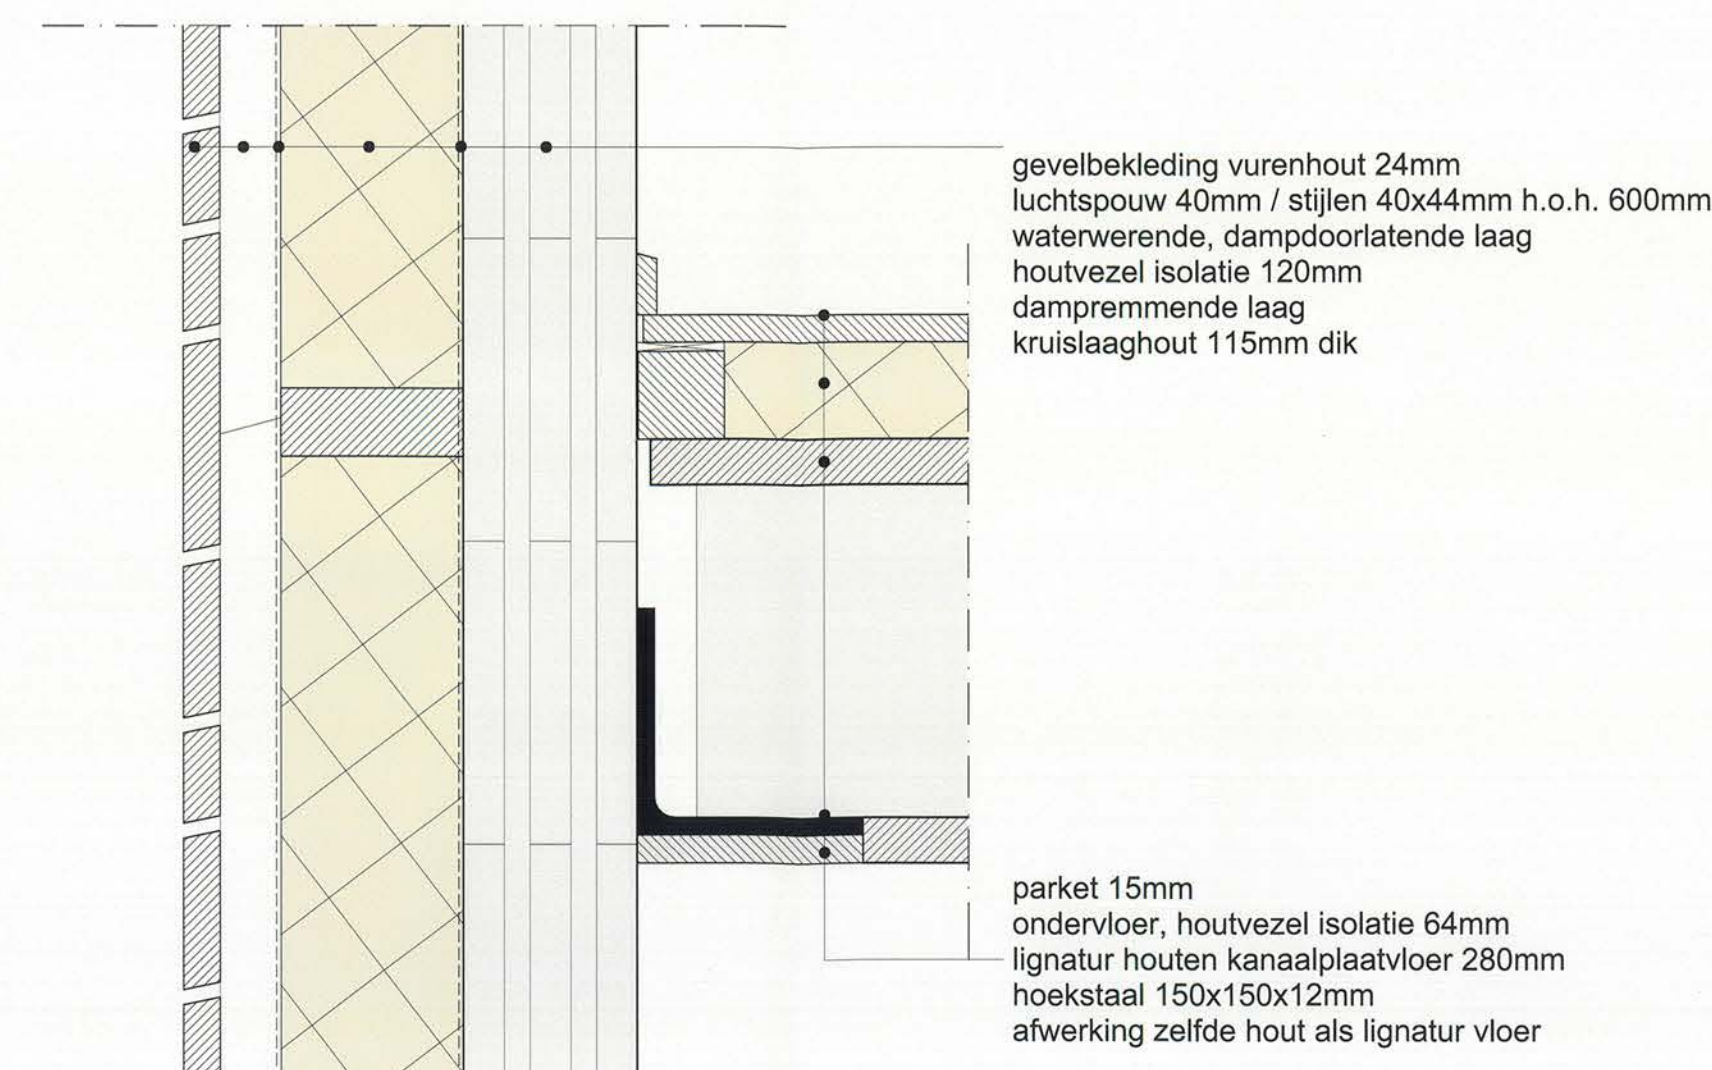 gevelbekleding vurenhout 24mm
luchtspouw 40mm / stijlen 40x44mm h.o.h. 600mm
waterwerende, dampdoorlatende laag
houtvezel isolatie 120mm
dampremmende laag
kruislaaghout 115mm dik
parket 15mm
ondervloer, houtvezel isolatie 64mm
lignatur houten kanaalplaatvloer 280mm
hoekstaal 150x150x12mm
afwerking zelfde hout als lignatur vloer